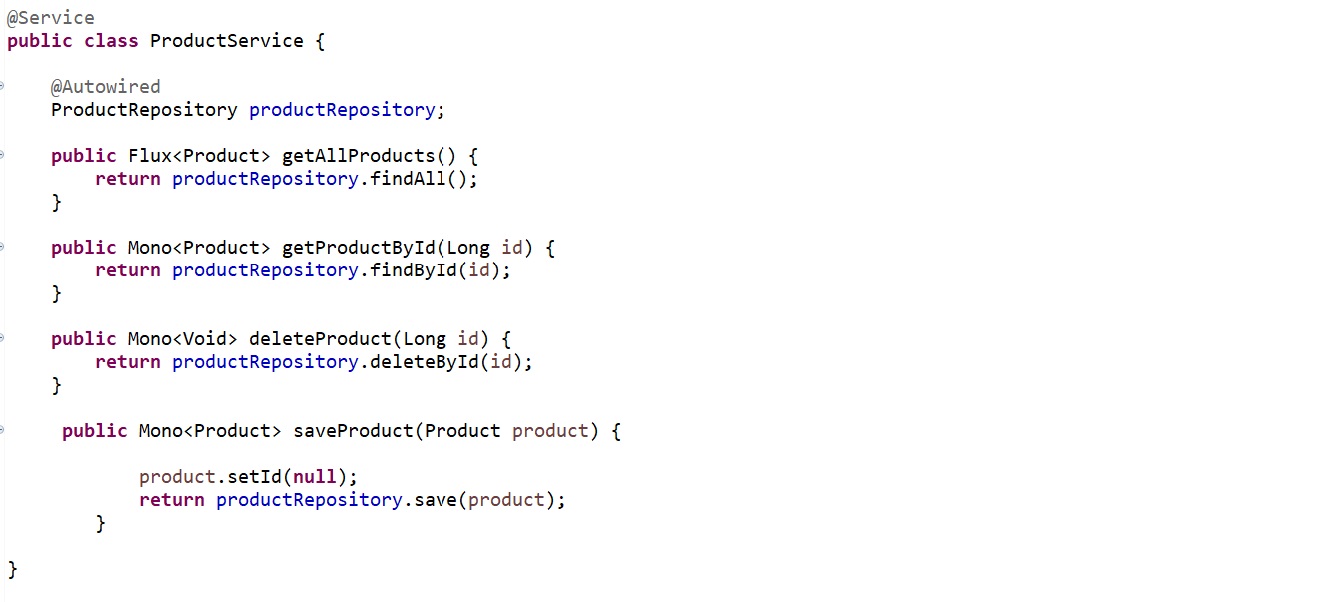 @Service
public class ProductService {
@Autowired
ProductRepository productRepository;
public Flux<Product> getAllProducts() {
return productRepository.findAll();
}
public Mono<Product> getProductById(Long id) {
return productRepository.findById(id);
}
public Mono<Void> deleteProduct(Long id) {
return productRepository.deleteById(id);
}
public Mono<Product> saveProduct(Product product) {
product.setId(null);
return productRepository.save(product);
}
}